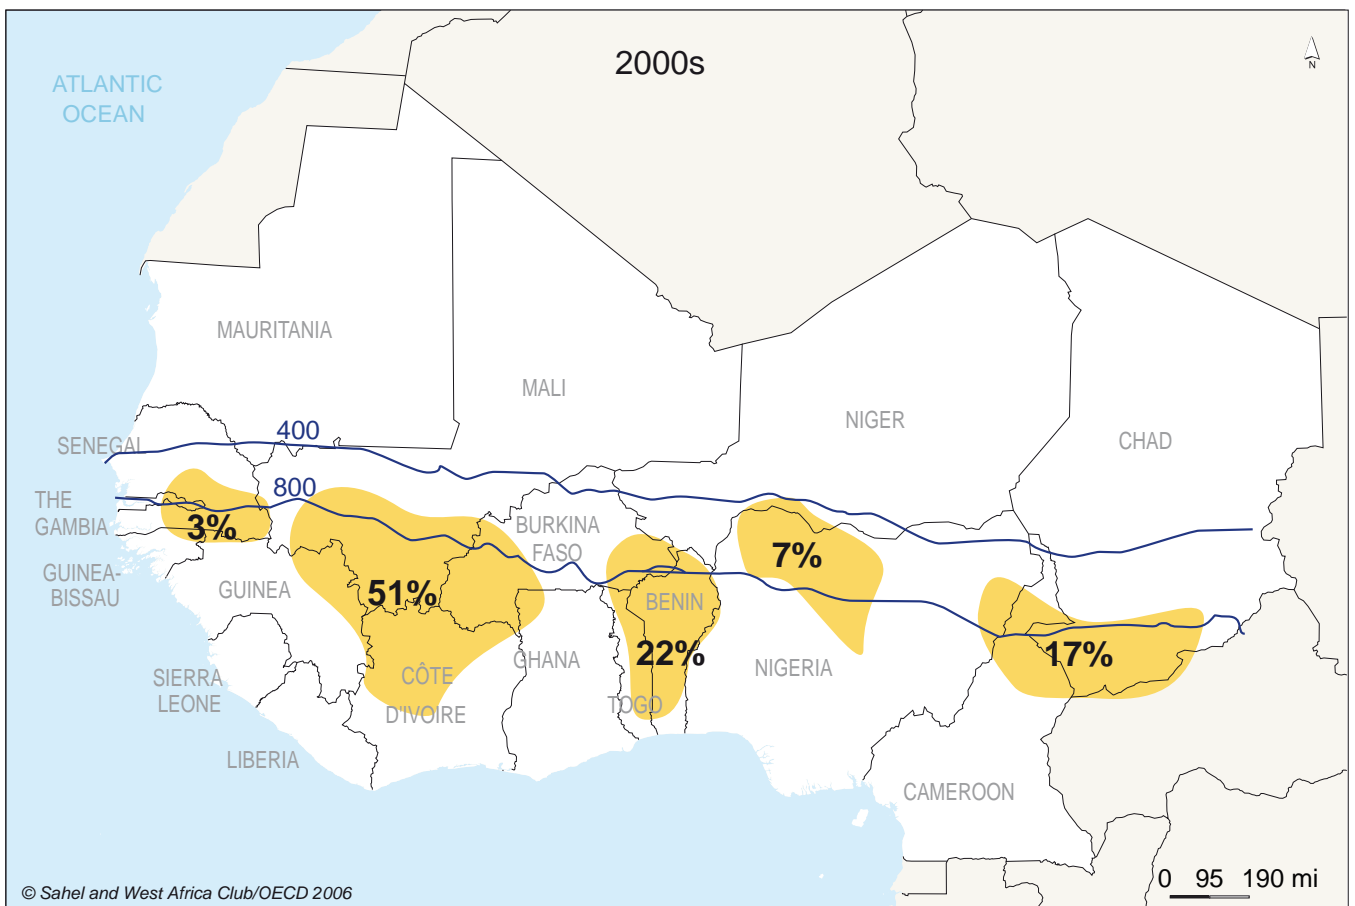 2000s
N
ATLANTIC
OCEAN
MAURITANIA
MALI
NIGER
CHAD
400
SENEGAL
800
THE
GAMBIA
3%
BURKINA
FASO
7%
GUINEA-
BISSAU
GUINEA
51%
BENIN
22%
17%
SIERRA
LEONE
CÔTE
D'IVOIRE
GHANA
TOGO
NIGERIA
LIBERIA
CAMEROON
0 95 190 mi
© Sahel and West Africa Club/OECD 2006